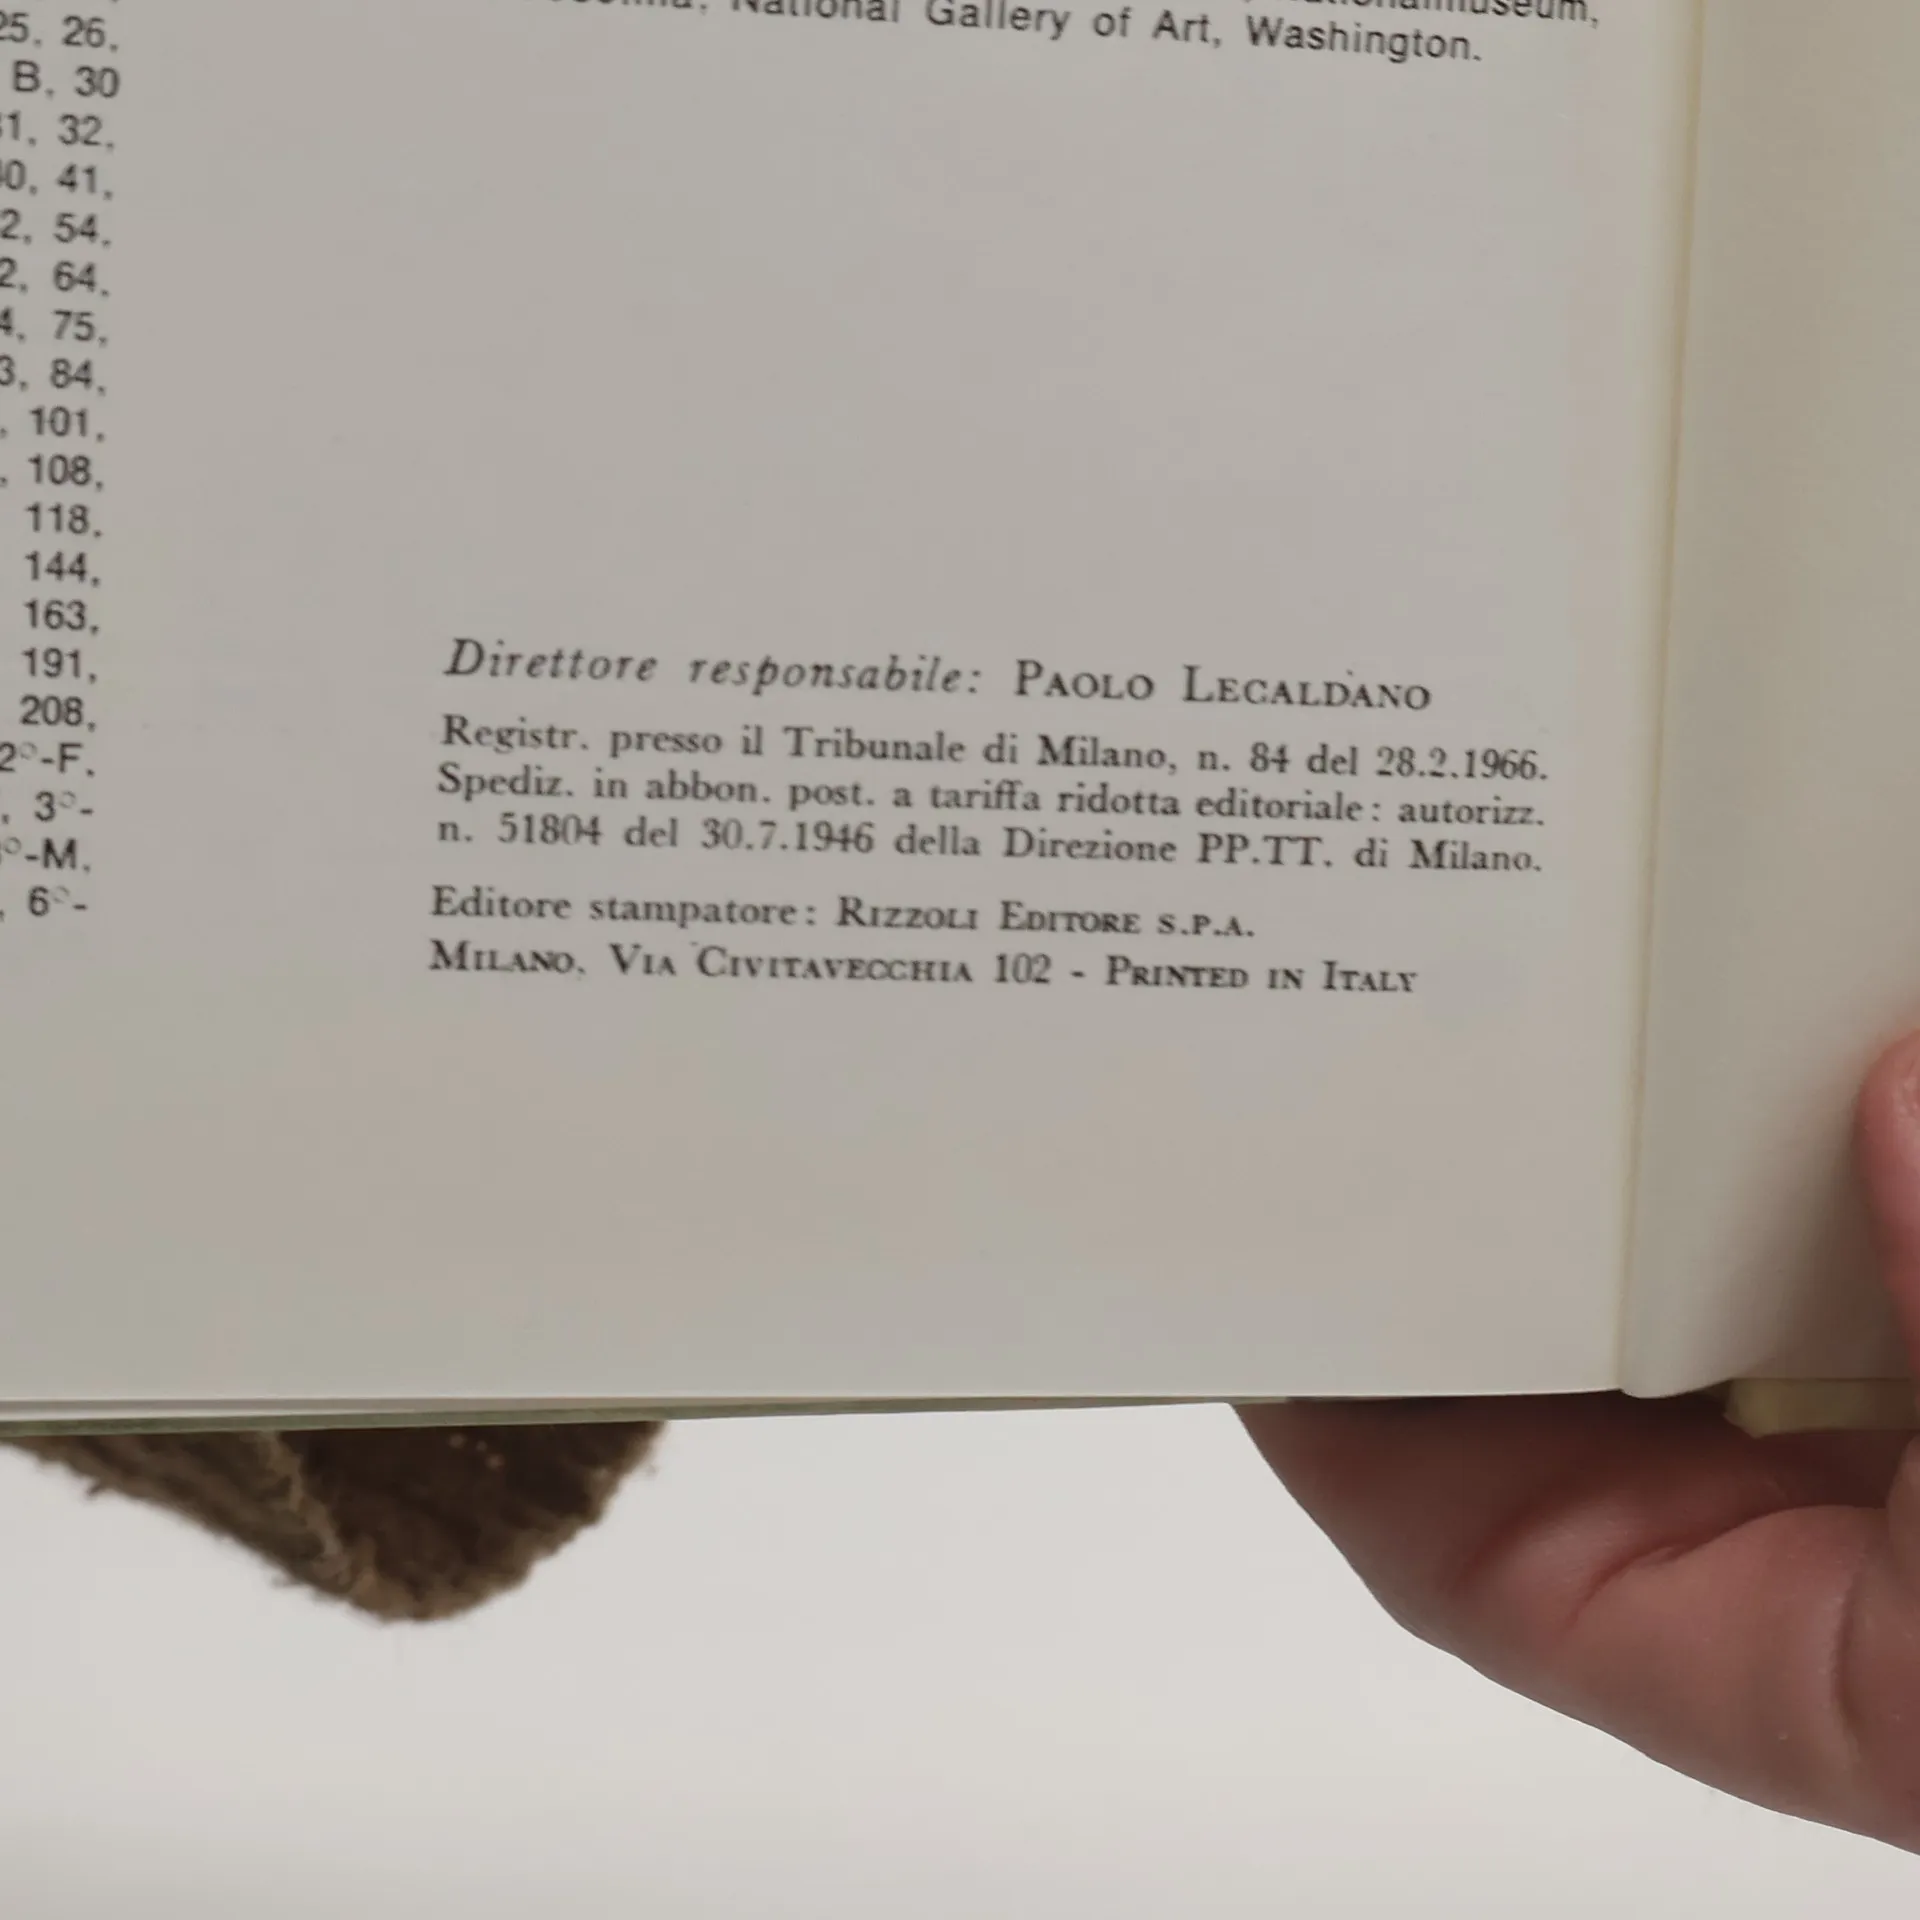 National Gallery of Art, Washington.
25, 26,
B, 30
31, 32,
40, 41,
2, 54,
2, 64,
4, 75,
3, 84,
, 101,
, 108,
118,
144,
163,
191,
208,
2°-F,
, 3°-
°-M,
, 6°-
Direttore responsabile: PAOLO LECALDANO
Registr. presso il Tribunale di Milano, n. 84 del 28.2.1966.
Spediz. in abbon. post. a tariffa ridotta editoriale: autorizz.
n. 51804 del 30.7.1946 della Direzione PP.TT. di Milano.
Editore stampatore: RIZZOLI EDITORE S.P.A.
MILANO, VIA CIVITAVECCHIA 102 - PRINTED IN ITALY